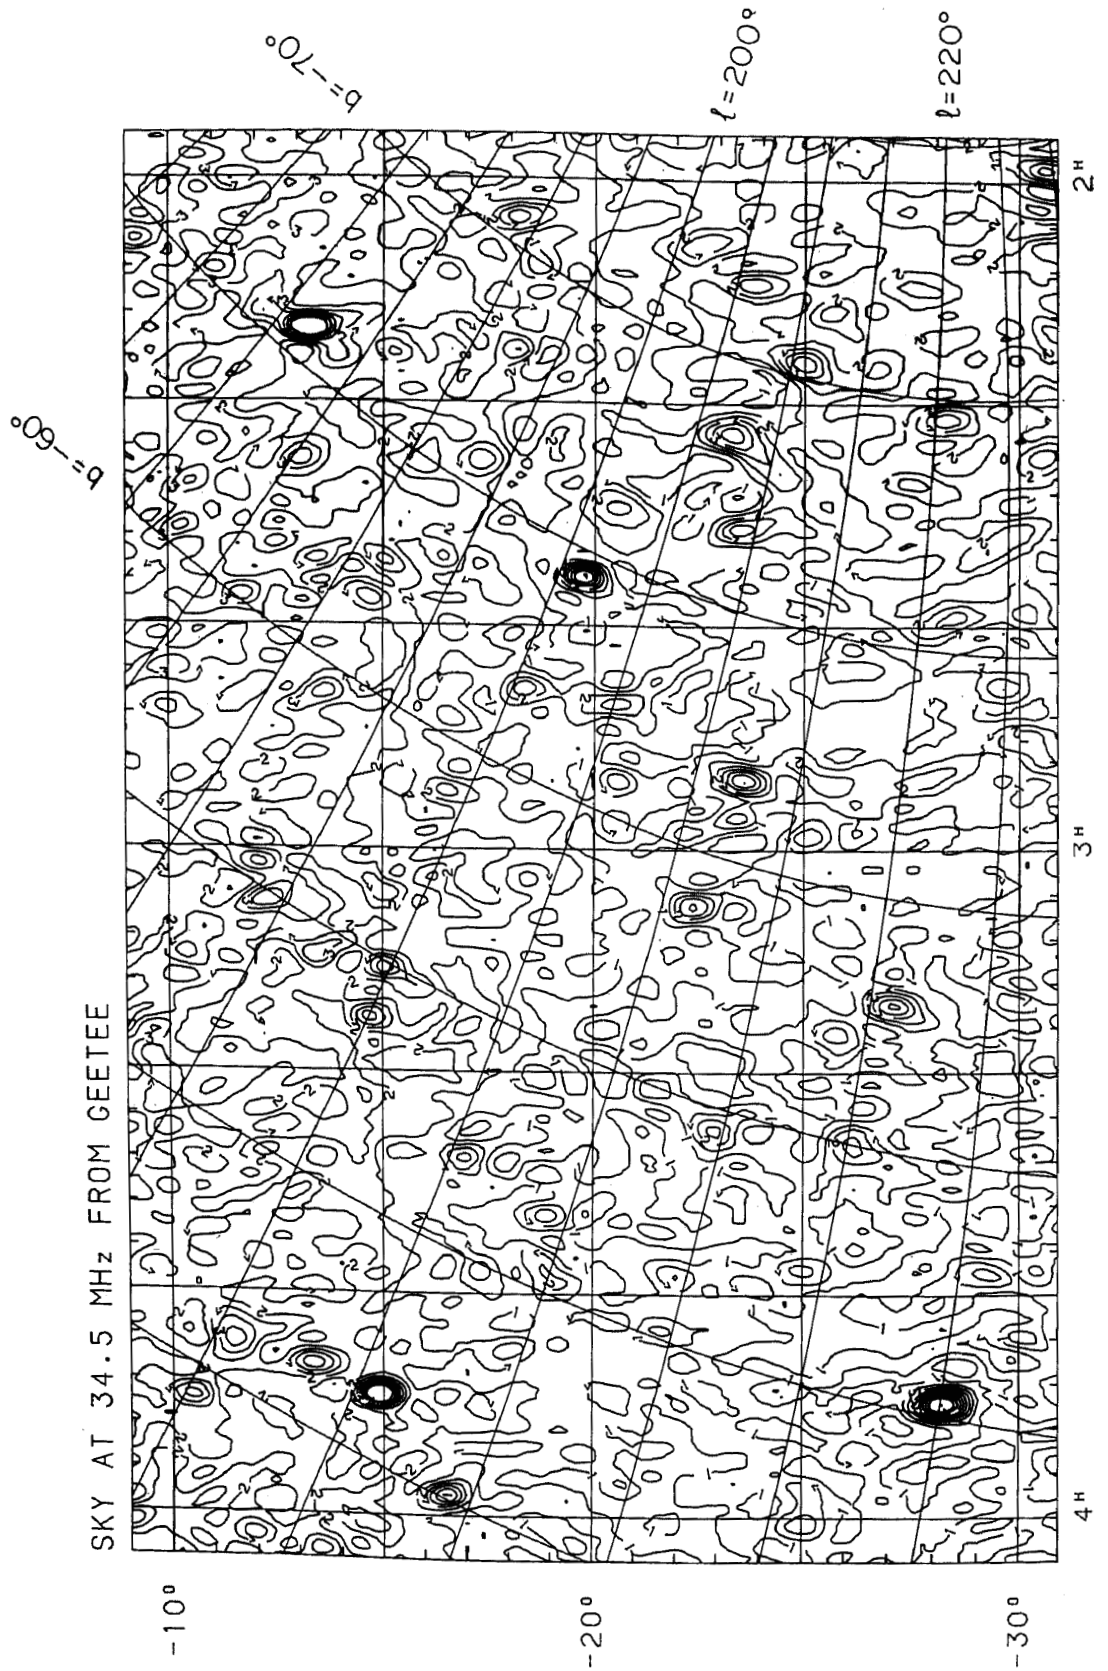 SKY AT 34.5 MHz FROM GEETEE
b=-60°
b=-70°
l=200°
l=220°
-10°
-20°
-30°
4ᴴ
3ᴴ
2ᴴ